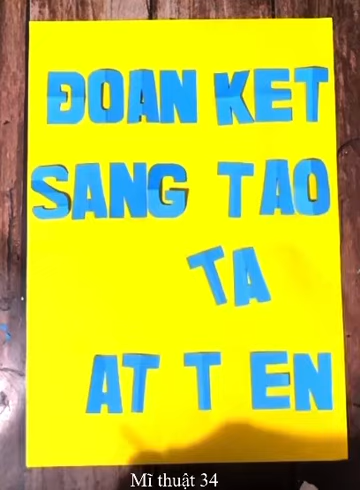 ĐOAN KET
SANG TAO
TA
AT T EN
Mĩ thuật 34